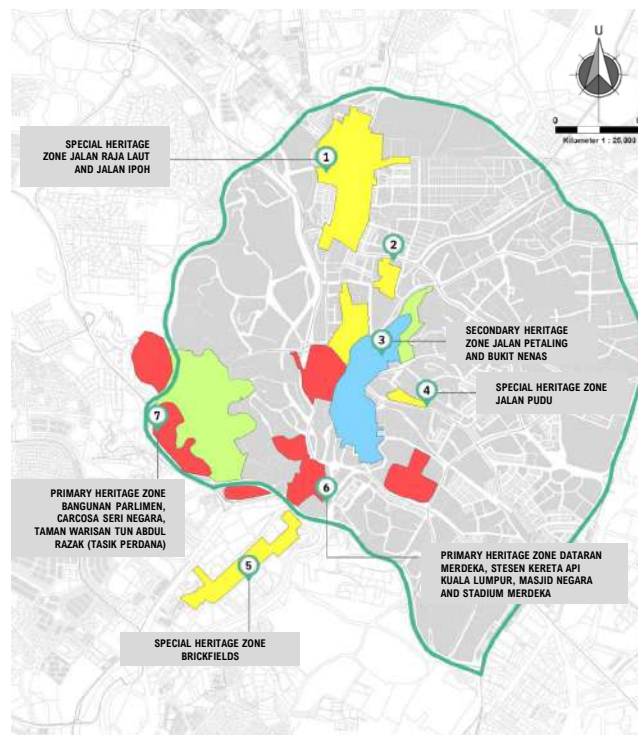 U
0
Kilometer 1 : 25,000
SPECIAL HERITAGE
ZONE JALAN RAJA LAUT
AND JALAN IPOH
1
2
3
SECONDARY HERITAGE
ZONE JALAN PETALING
AND BUKIT NENAS
4
SPECIAL HERITAGE ZONE
JALAN PUDU
7
6
PRIMARY HERITAGE ZONE
BANGUNAN PARLIMEN,
CARCOSA SERI NEGARA,
TAMAN WARISAN TUN ABDUL
RAZAK (TASIK PERDANA)
PRIMARY HERITAGE ZONE DATARAN
MERDEKA, STESEN KERETA API
KUALA LUMPUR, MASJID NEGARA
AND STADIUM MERDEKA
5
SPECIAL HERITAGE ZONE
BRICKFIELDS